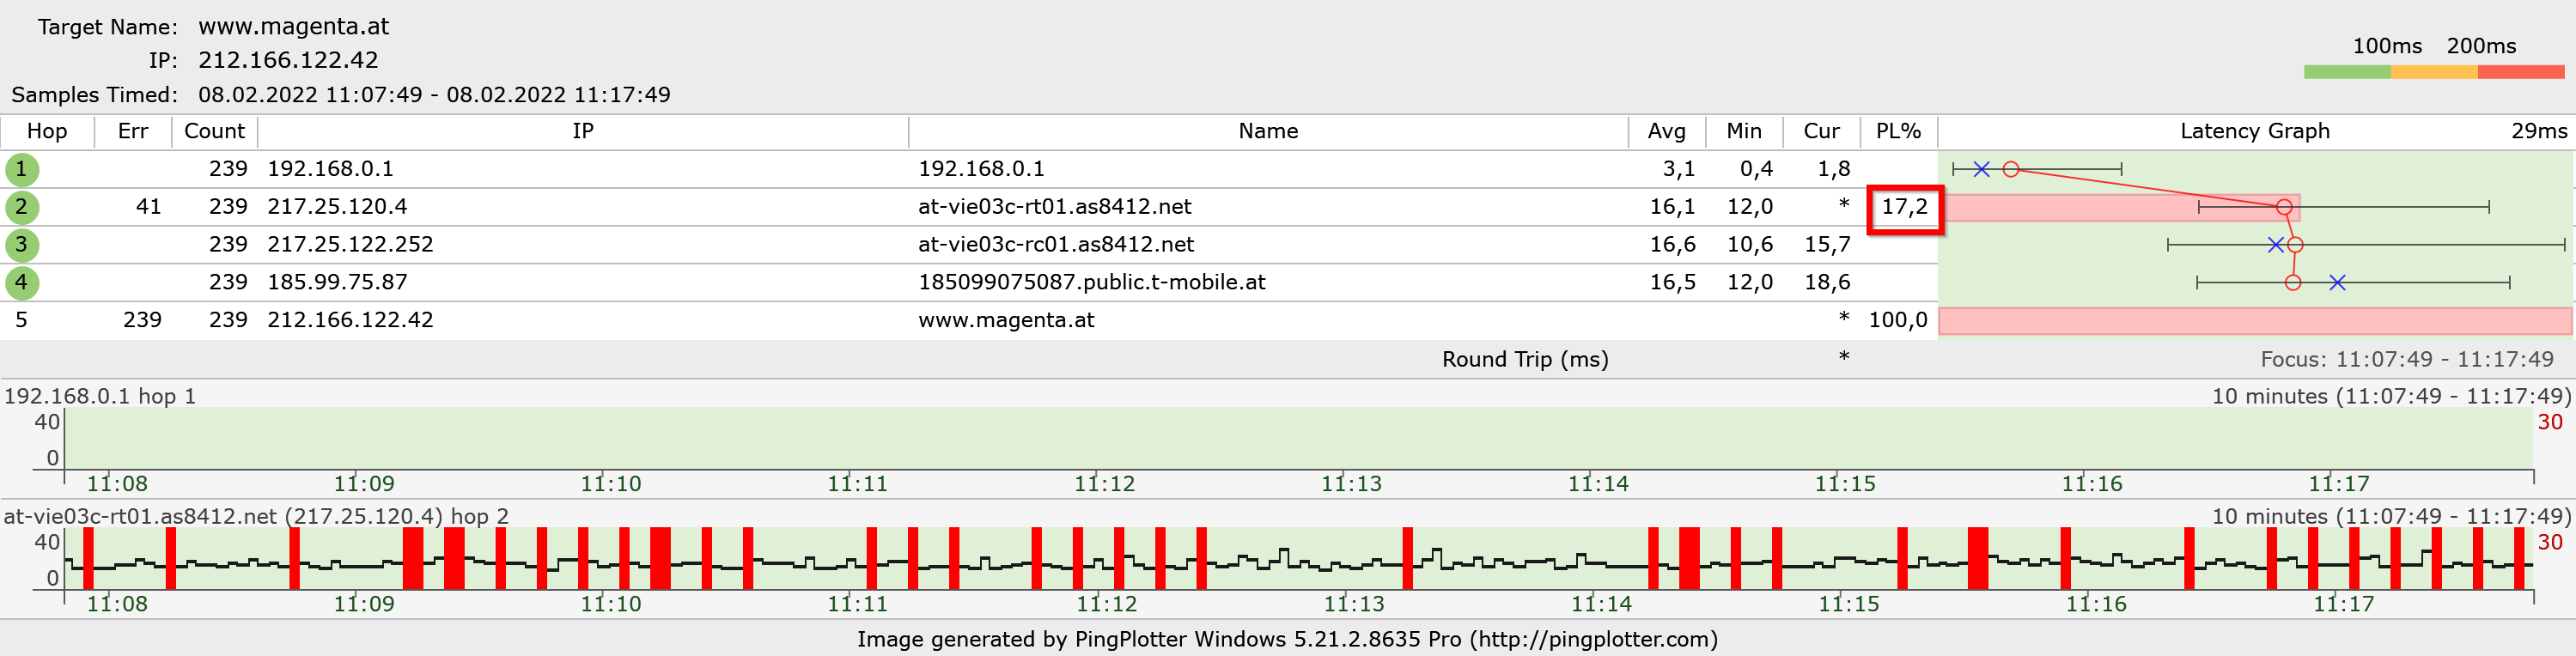 Target Name: www.magenta.at
IP: 212.166.122.42
Samples Timed: 08.02.2022 11:07:49 - 08.02.2022 11:17:49
100ms 200ms
Hop Err Count IP Name Avg Min Cur PL% Latency Graph 29ms
1 239 192.168.0.1 192.168.0.1 3,1 0,4 1,8
2 41 239 217.25.120.4 at-vie03c-rt01.as8412.net 16,1 12,0 * 17,2
3 239 217.25.122.252 at-vie03c-rc01.as8412.net 16,6 10,6 15,7
4 239 185.99.75.87 185099075087.public.t-mobile.at 16,5 12,0 18,6
5 239 239 212.166.122.42 www.magenta.at * 100,0
Round Trip (ms) * Focus: 11:07:49 - 11:17:49
192.168.0.1 hop 1 10 minutes (11:07:49 - 11:17:49)
40 30
0
11:08 11:09 11:10 11:11 11:12 11:13 11:14 11:15 11:16 11:17
at-vie03c-rt01.as8412.net (217.25.120.4) hop 2 10 minutes (11:07:49 - 11:17:49)
40 30
0
11:08 11:09 11:10 11:11 11:12 11:13 11:14 11:15 11:16 11:17
Image generated by PingPlotter Windows 5.21.2.8635 Pro (http://pingplotter.com)